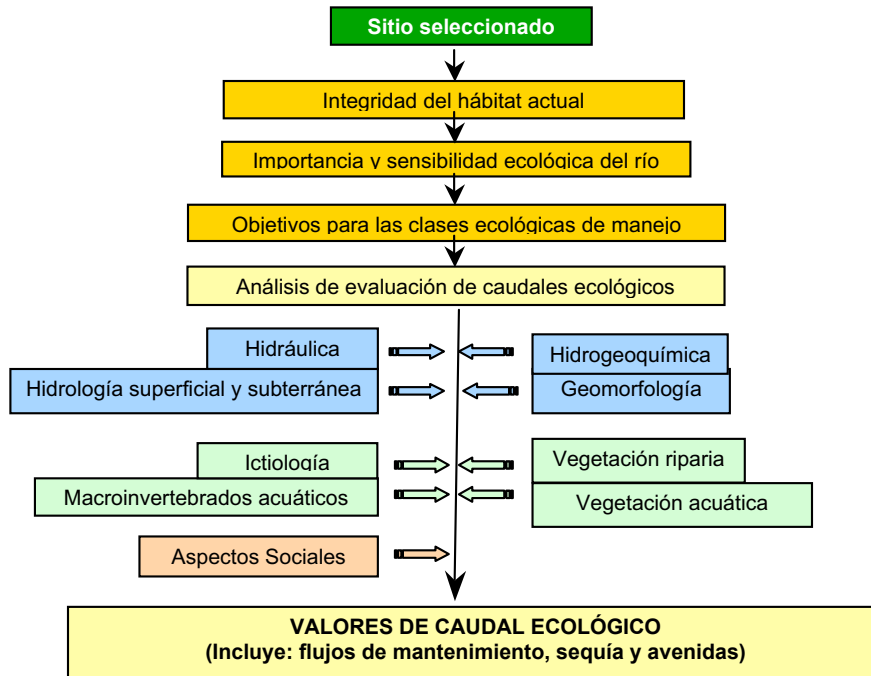 Sitio seleccionado
Integridad del hábitat actual
Importancia y sensibilidad ecológica del río
Objetivos para las clases ecológicas de manejo
Análisis de evaluación de caudales ecológicos
Hidráulica
Hidrogeoquímica
Hidrología superficial y subterránea
Geomorfología
Ictiología
Vegetación riparia
Macroinvertebrados acuáticos
Vegetación acuática
Aspectos Sociales
VALORES DE CAUDAL ECOLÓGICO
(Incluye: flujos de mantenimiento, sequía y avenidas)